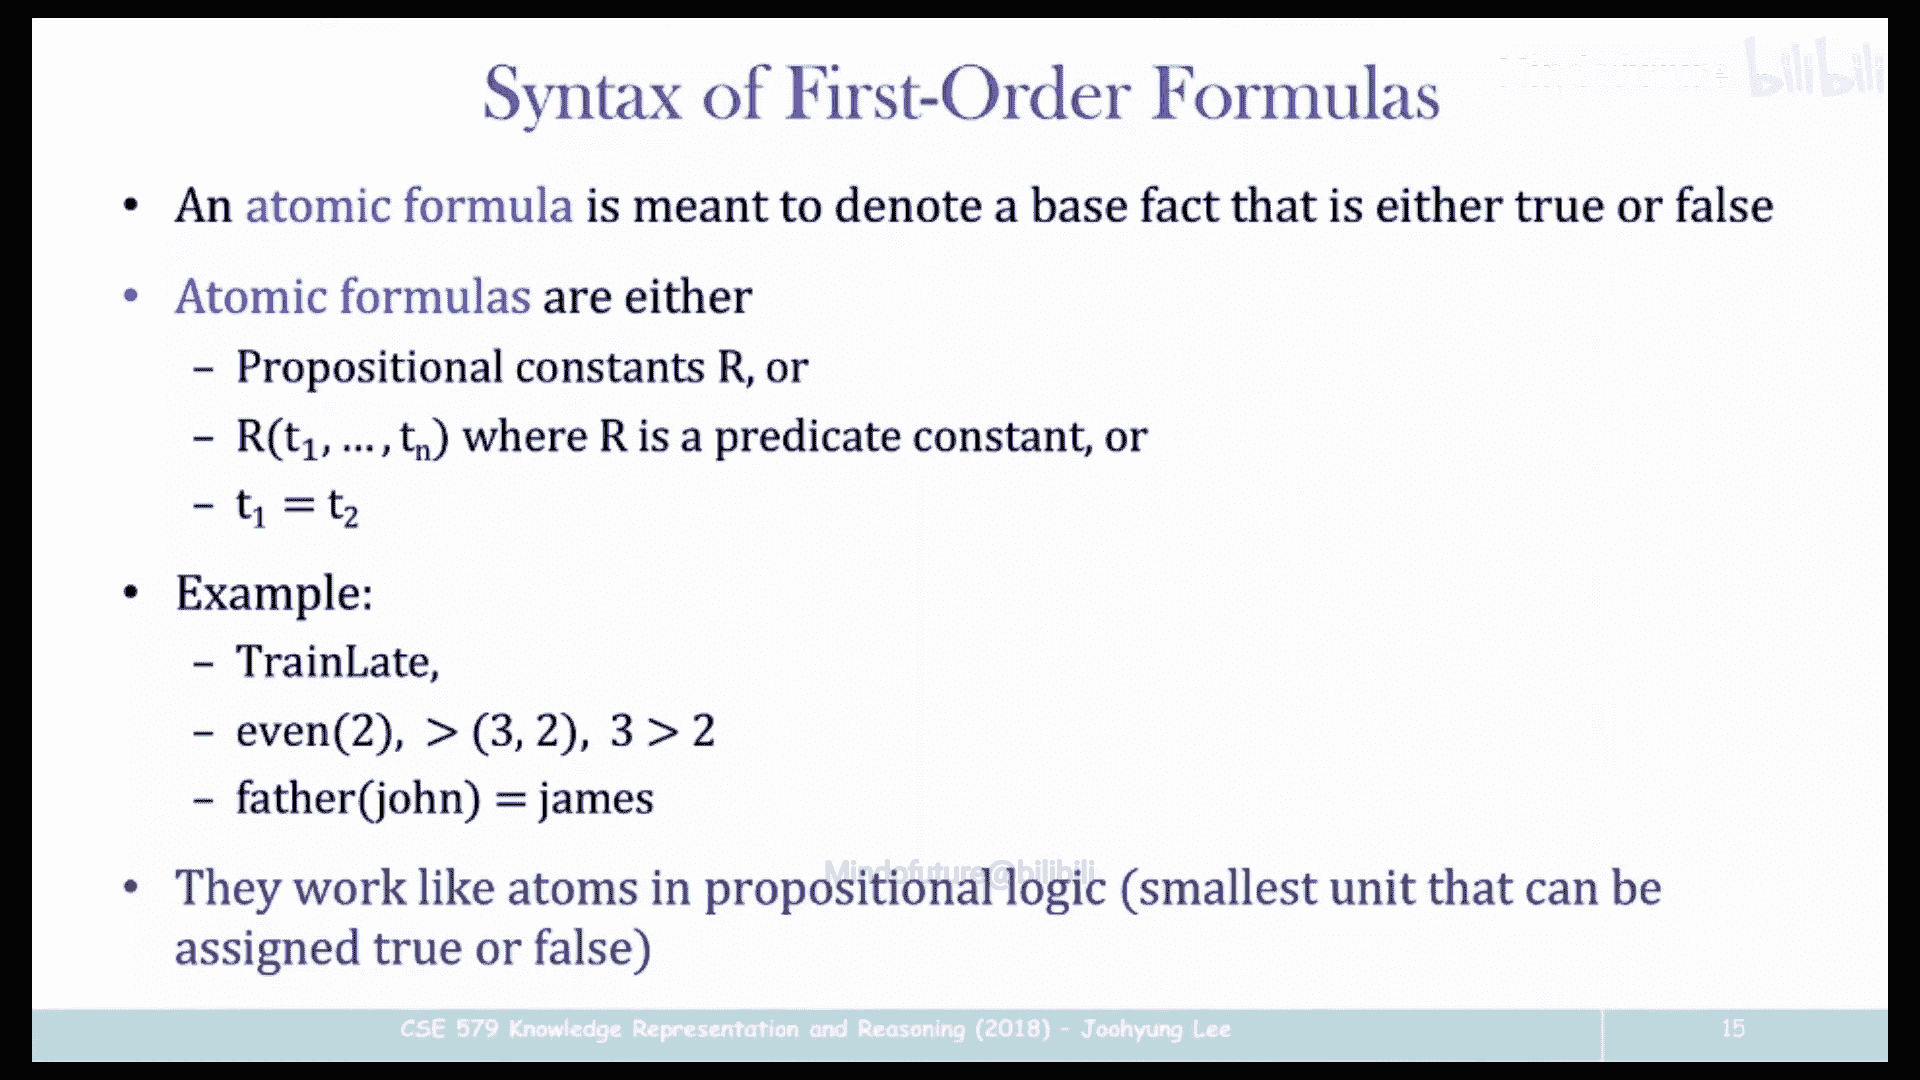 bilibili
Syntax of First-Order Formulas
• An atomic formula is meant to denote a base fact that is either true or false
• Atomic formulas are either
– Propositional constants R, or
– R(t₁, … , tₙ) where R is a predicate constant, or
– t₁ = t₂
• Example:
– TrainLate,
– even(2), > (3, 2), 3 > 2
– father(john) = james
Mindofuture@bilibili
• They work like atoms in propositional logic (smallest unit that can be
assigned true or false)
CSE 579 Knowledge Representation and Reasoning (2018) - Joohyung Lee
15